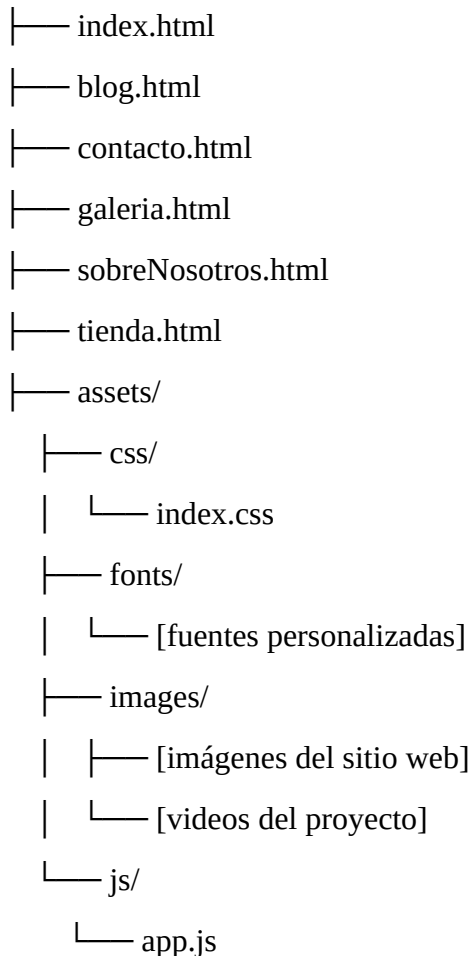 ├── index.html
├── blog.html
├── contacto.html
├── galeria.html
├── sobreNosotros.html
├── tienda.html
├── assets/
    ├── css/
    │   └── index.css
    ├── fonts/
    │   └── [fuentes personalizadas]
    ├── images/
    │   ├── [imágenes del sitio web]
    │   └── [videos del proyecto]
    └── js/
        └── app.js